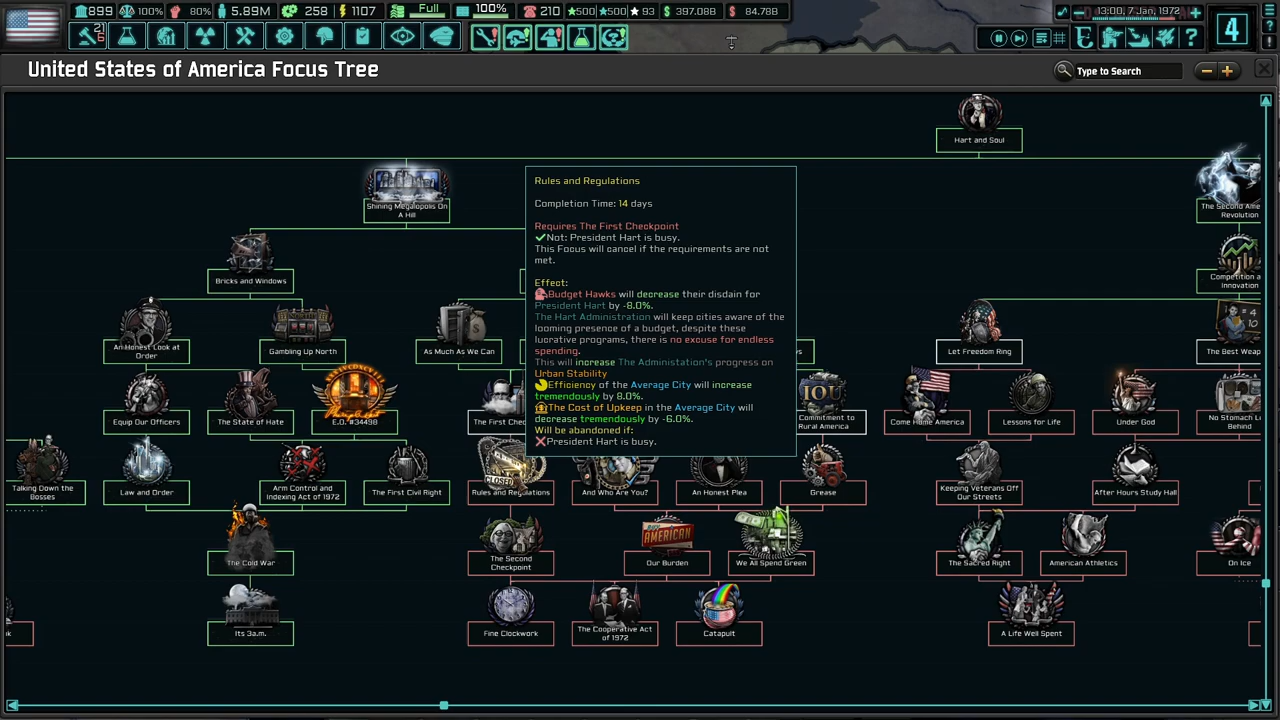 899 100% 80% 5.89M 258 1107 Full 100% 210 500 500 93 $ 397.08B $ 84.78B
13:00, 7 Jan, 1972
4
United States of America Focus Tree
Type to Search
Hart and Soul
Shining Megalopolis On
A Hill
The Second Ame
Revolution
Bricks and Windows
Competition a
Innovation
An Honest Look at
Order
Gambling Up North
As Much As We Can
Let Freedom Ring
The Best Weap
Equip Our Officers
The State of Hate
E.O. #34498
The First Chec
Commitment to
Rural America
IOU
Come Home America
Lessons for Life
Under God
No Stomach L
Behind
Talking Down the
Bosses
Law and Order
Arm Control and
Indexing Act of 1972
The First Civil Right
CLOSED
Rules and Regulations
And Who Are You?
An Honest Plea
Grease
Keeping Veterans Off
Our Streets
After Hours Study Hall
The Cold War
The Second
Checkpoint
AMERICAN
Our Burden
We All Spend Green
The Sacred Right
American Athletics
On Ice
Its 3a.m.
Fine Clockwork
The Cooperative Act
of 1972
Catapult
A Life Well Spent
Rules and Regulations
Completion Time: 14 days
Requires The First Checkpoint
Not: President Hart is busy.
This Focus will cancel if the requirements are not
met.
Effect:
Budget Hawks will decrease their disdain for
President Hart by -8.0%.
The Hart Administration will keep cities aware of the
looming presence of a budget, despite these
lucrative programs, there is no excuse for endless
spending.
This will increase The Administation's progress on
Urban Stability
Efficiency of the Average City will increase
tremendously by 8.0%.
The Cost of Upkeep in the Average City will
decrease tremendously by -6.0%.
Will be abandoned if:
President Hart is busy.